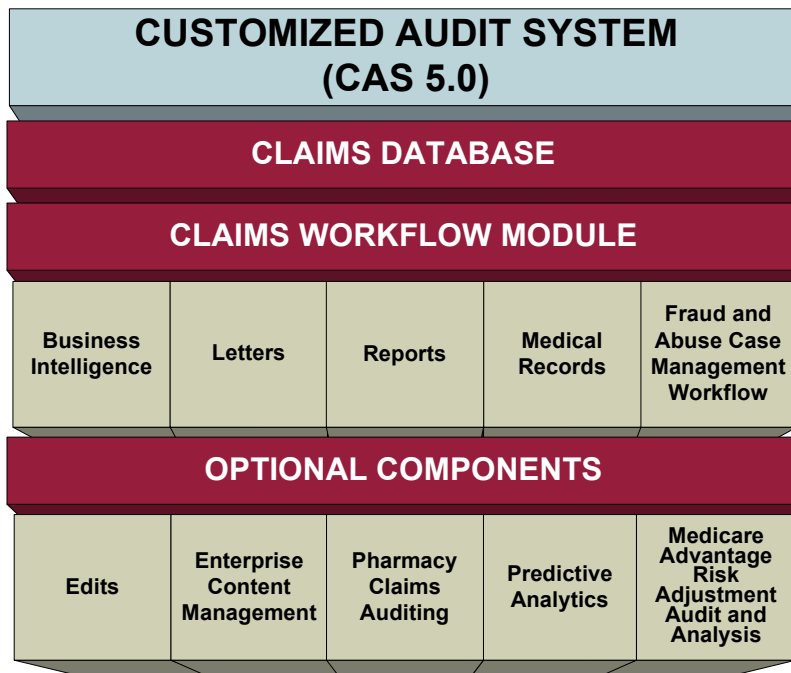 CUSTOMIZED AUDIT SYSTEM
(CAS 5.0)
CLAIMS DATABASE
CLAIMS WORKFLOW MODULE
Business
Intelligence
Letters
Reports
Medical
Records
Fraud and
Abuse Case
Management
Workflow
OPTIONAL COMPONENTS
Edits
Enterprise
Content
Management
Pharmacy
Claims
Auditing
Predictive
Analytics
Medicare
Advantage
Risk
Adjustment
Audit and
Analysis